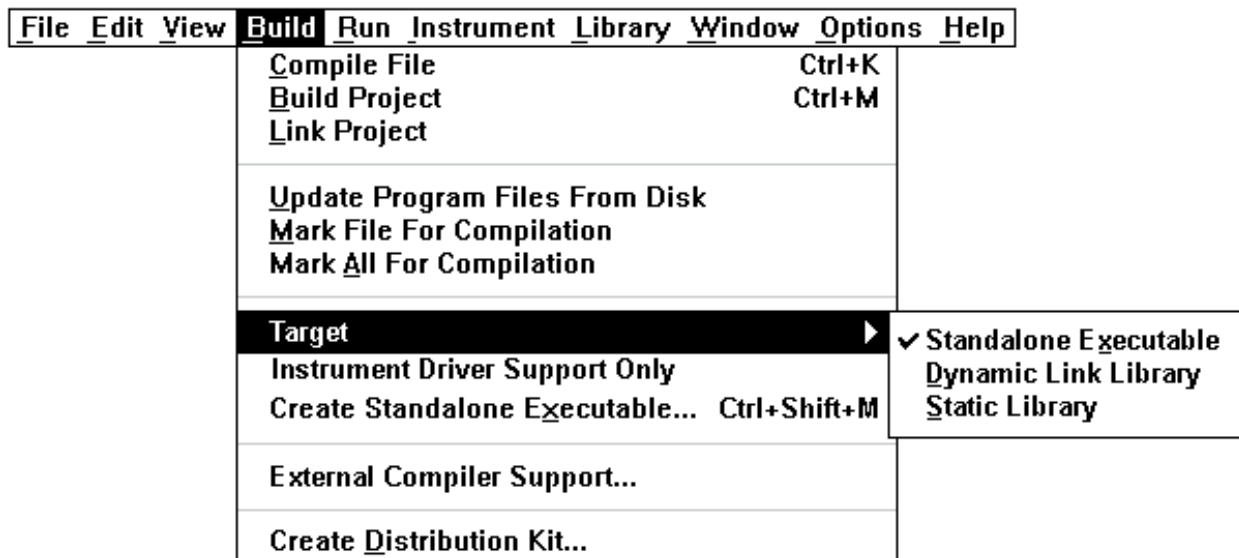 File Edit View Build Run Instrument Library Window Options Help
Compile File Ctrl+K
Build Project Ctrl+M
Link Project
Update Program Files From Disk
Mark File For Compilation
Mark All For Compilation
Target
Standalone Executable
Dynamic Link Library
Static Library
Instrument Driver Support Only
Create Standalone Executable... Ctrl+Shift+M
External Compiler Support...
Create Distribution Kit...